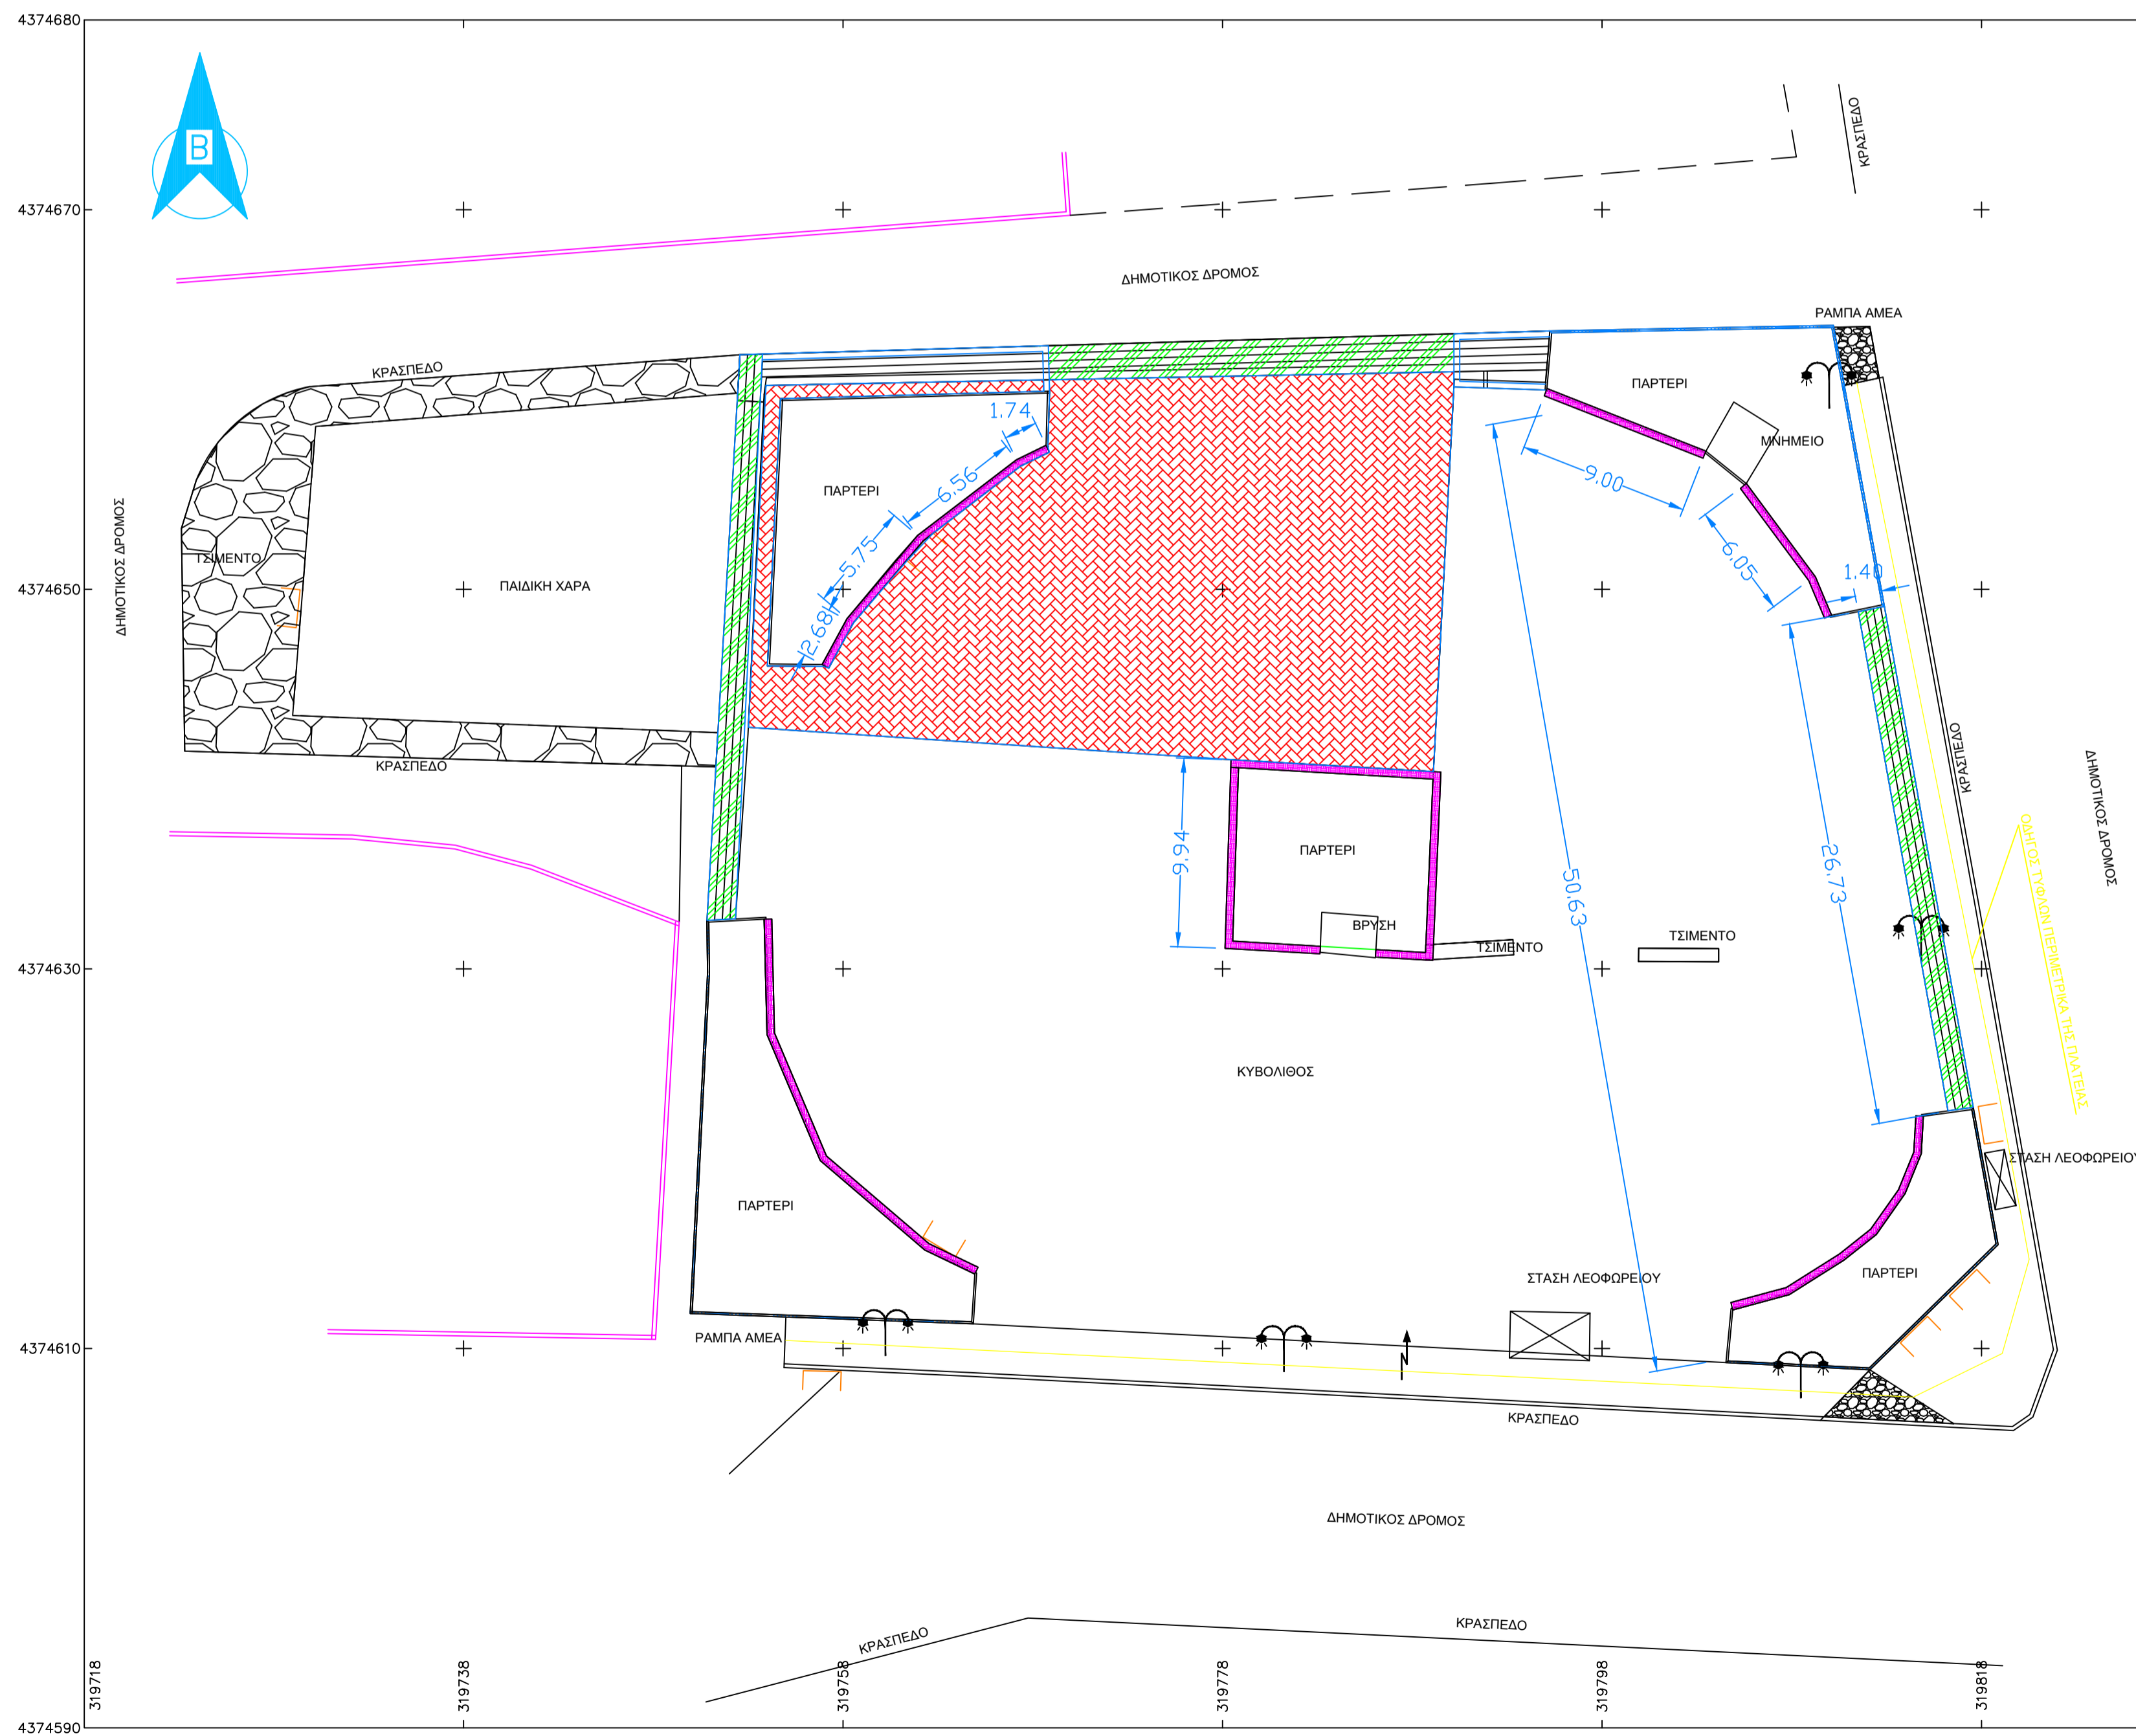 4374680
ΚΡΑΣΠΕΔΟ
Β
4374670
ΔΗΜΟΤΙΚΟΣ ΔΡΟΜΟΣ
ΡΑΜΠΑ ΑΜΕΑ
ΚΡΑΣΠΕΔΟ
ΠΑΡΤΕΡΙ
1.74
ΜΝΗΜΕΙΟ
6.56
9.00
ΠΑΡΤΕΡΙ
ΔΗΜΟΤΙΚΟΣ ΔΡΟΜΟΣ
ΤΣΙΜΕΝΤΟ
5.75
6.05
1.40
4374650
ΠΑΙΔΙΚΗ ΧΑΡΑ
2.68
ΚΡΑΣΠΕΔΟ
ΚΡΑΣΠΕΔΟ
ΔΗΜΟΤΙΚΟΣ ΔΡΟΜΟΣ
9.94
ΠΑΡΤΕΡΙ
50.63
26.73
ΟΔΗΓΟΣ ΤΥΦΛΩΝ ΠΕΡΙΜΕΤΡΙΚΑ ΤΗΣ ΠΛΑΤΕΙΑΣ
ΒΡΥΣΗ
ΤΣΙΜΕΝΤΟ
ΤΣΙΜΕΝΤΟ
4374630
ΚΥΒΟΛΙΘΟΣ
ΣΤΑΣΗ ΛΕΟΦΩΡΕΙΟΥ
ΠΑΡΤΕΡΙ
ΠΑΡΤΕΡΙ
ΣΤΑΣΗ ΛΕΟΦΩΡΕΙΟΥ
ΡΑΜΠΑ ΑΜΕΑ
4374610
N
ΚΡΑΣΠΕΔΟ
ΔΗΜΟΤΙΚΟΣ ΔΡΟΜΟΣ
ΚΡΑΣΠΕΔΟ
ΚΡΑΣΠΕΔΟ
319718
319738
319758
319778
319798
319818
4374590